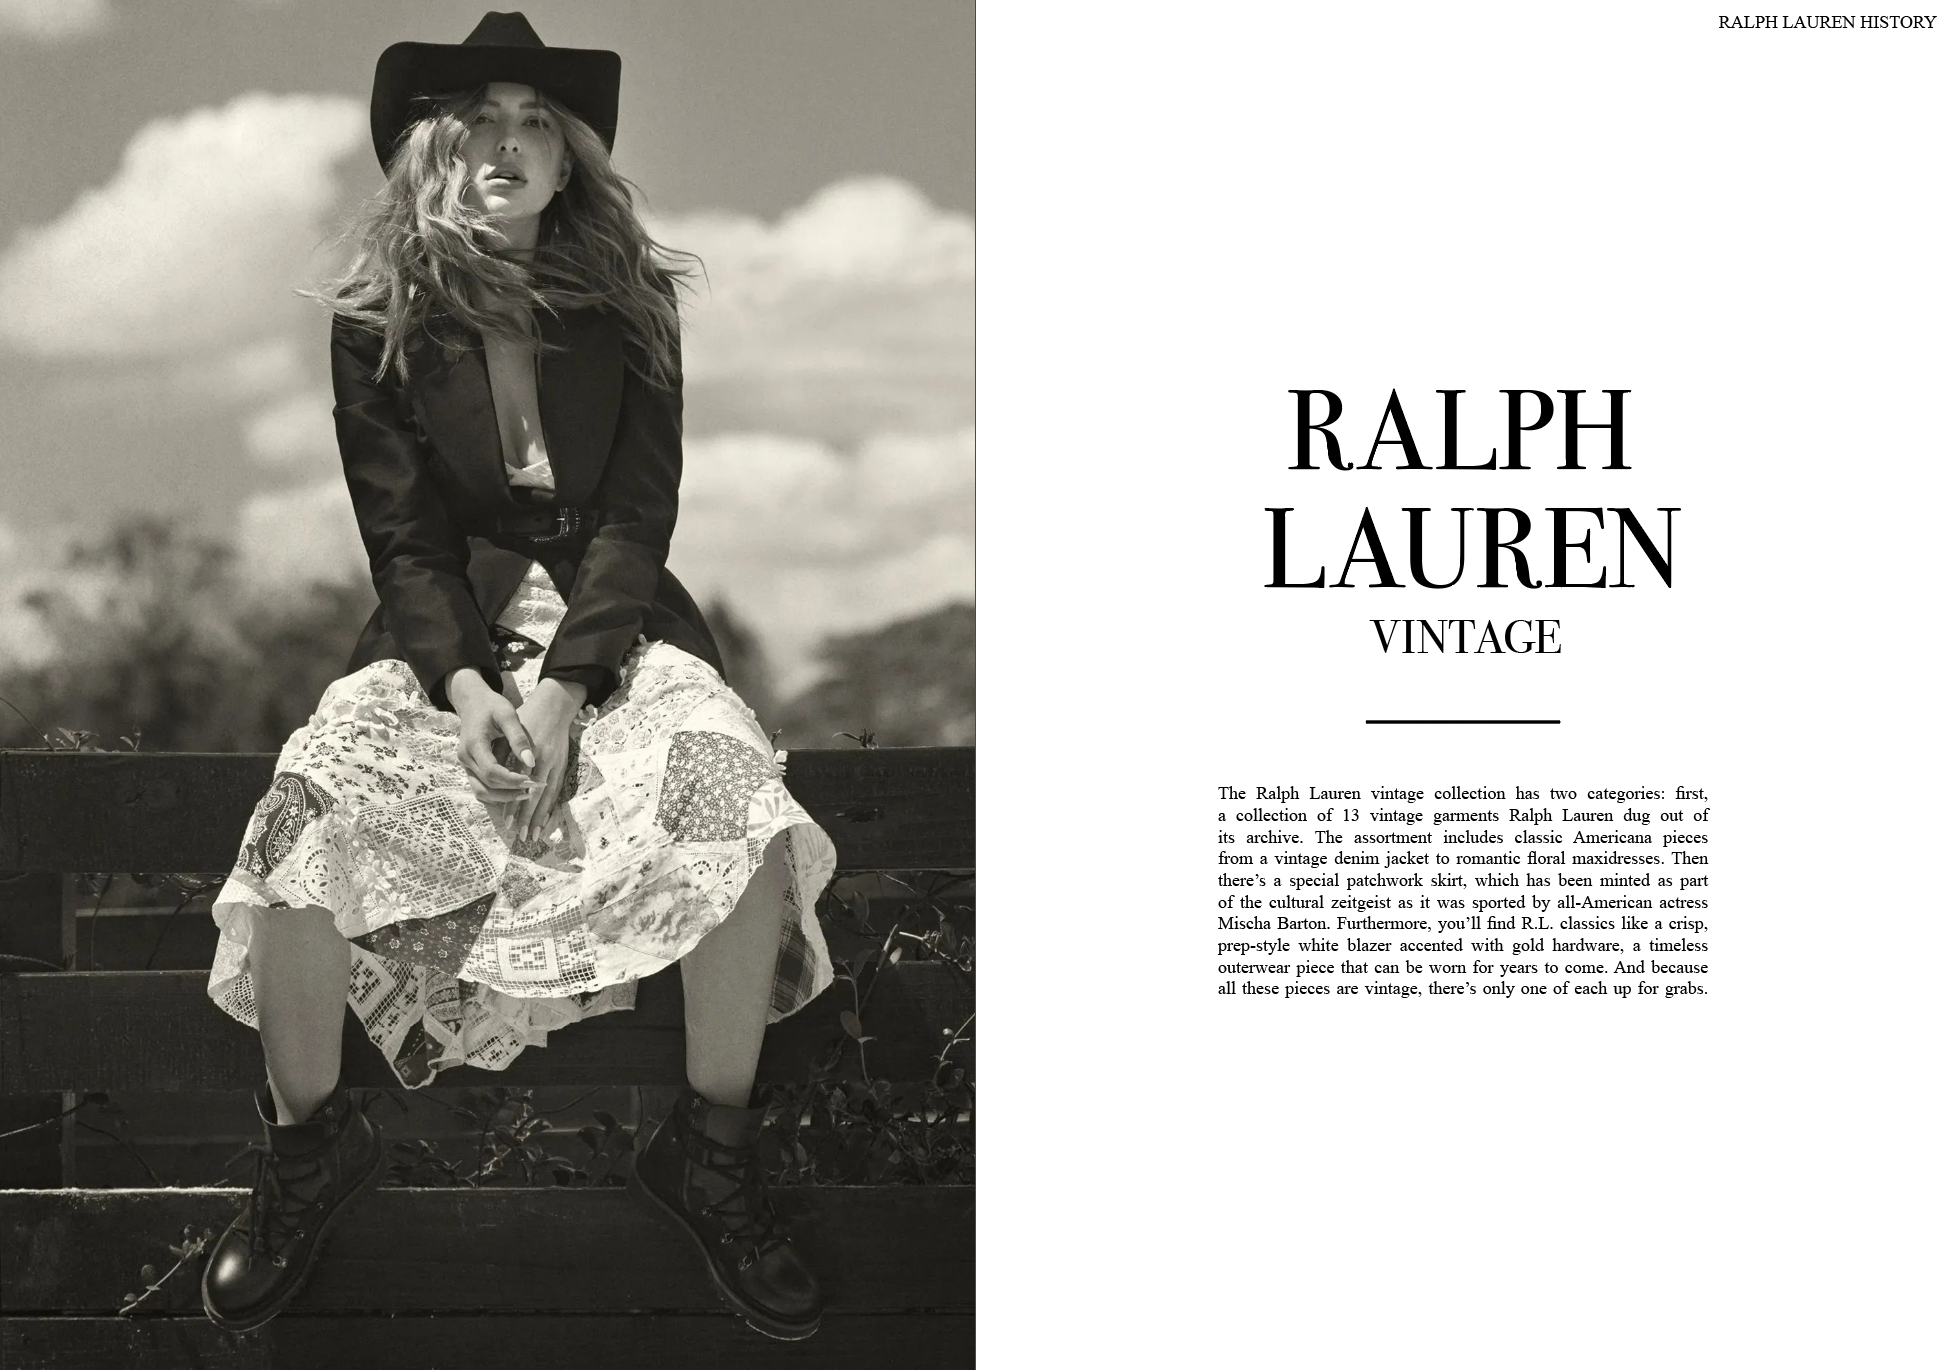 RALPH LAUREN HISTORY
RALPH
LAUREN
VINTAGE
The Ralph Lauren vintage collection has two categories: first,
a collection of 13 vintage garments Ralph Lauren dug out of
its archive. The assortment includes classic Americana pieces
from a vintage denim jacket to romantic floral maxidresses. Then
there’s a special patchwork skirt, which has been minted as part
of the cultural zeitgeist as it was sported by all-American actress
Mischa Barton. Furthermore, you’ll find R.L. classics like a crisp,
prep-style white blazer accented with gold hardware, a timeless
outerwear piece that can be worn for years to come. And because
all these pieces are vintage, there’s only one of each up for grabs.